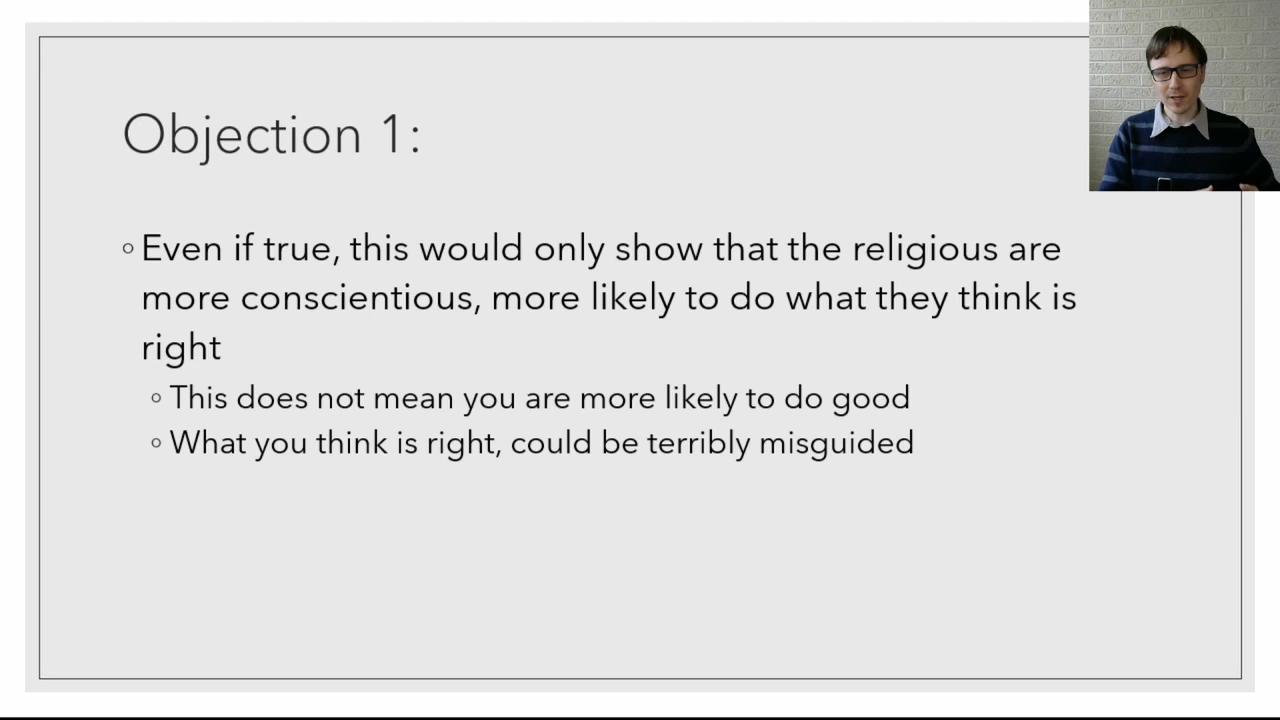 Objection 1:
◦ Even if true, this would only show that the religious are
more conscientious, more likely to do what they think is
right
◦ This does not mean you are more likely to do good
◦ What you think is right, could be terribly misguided